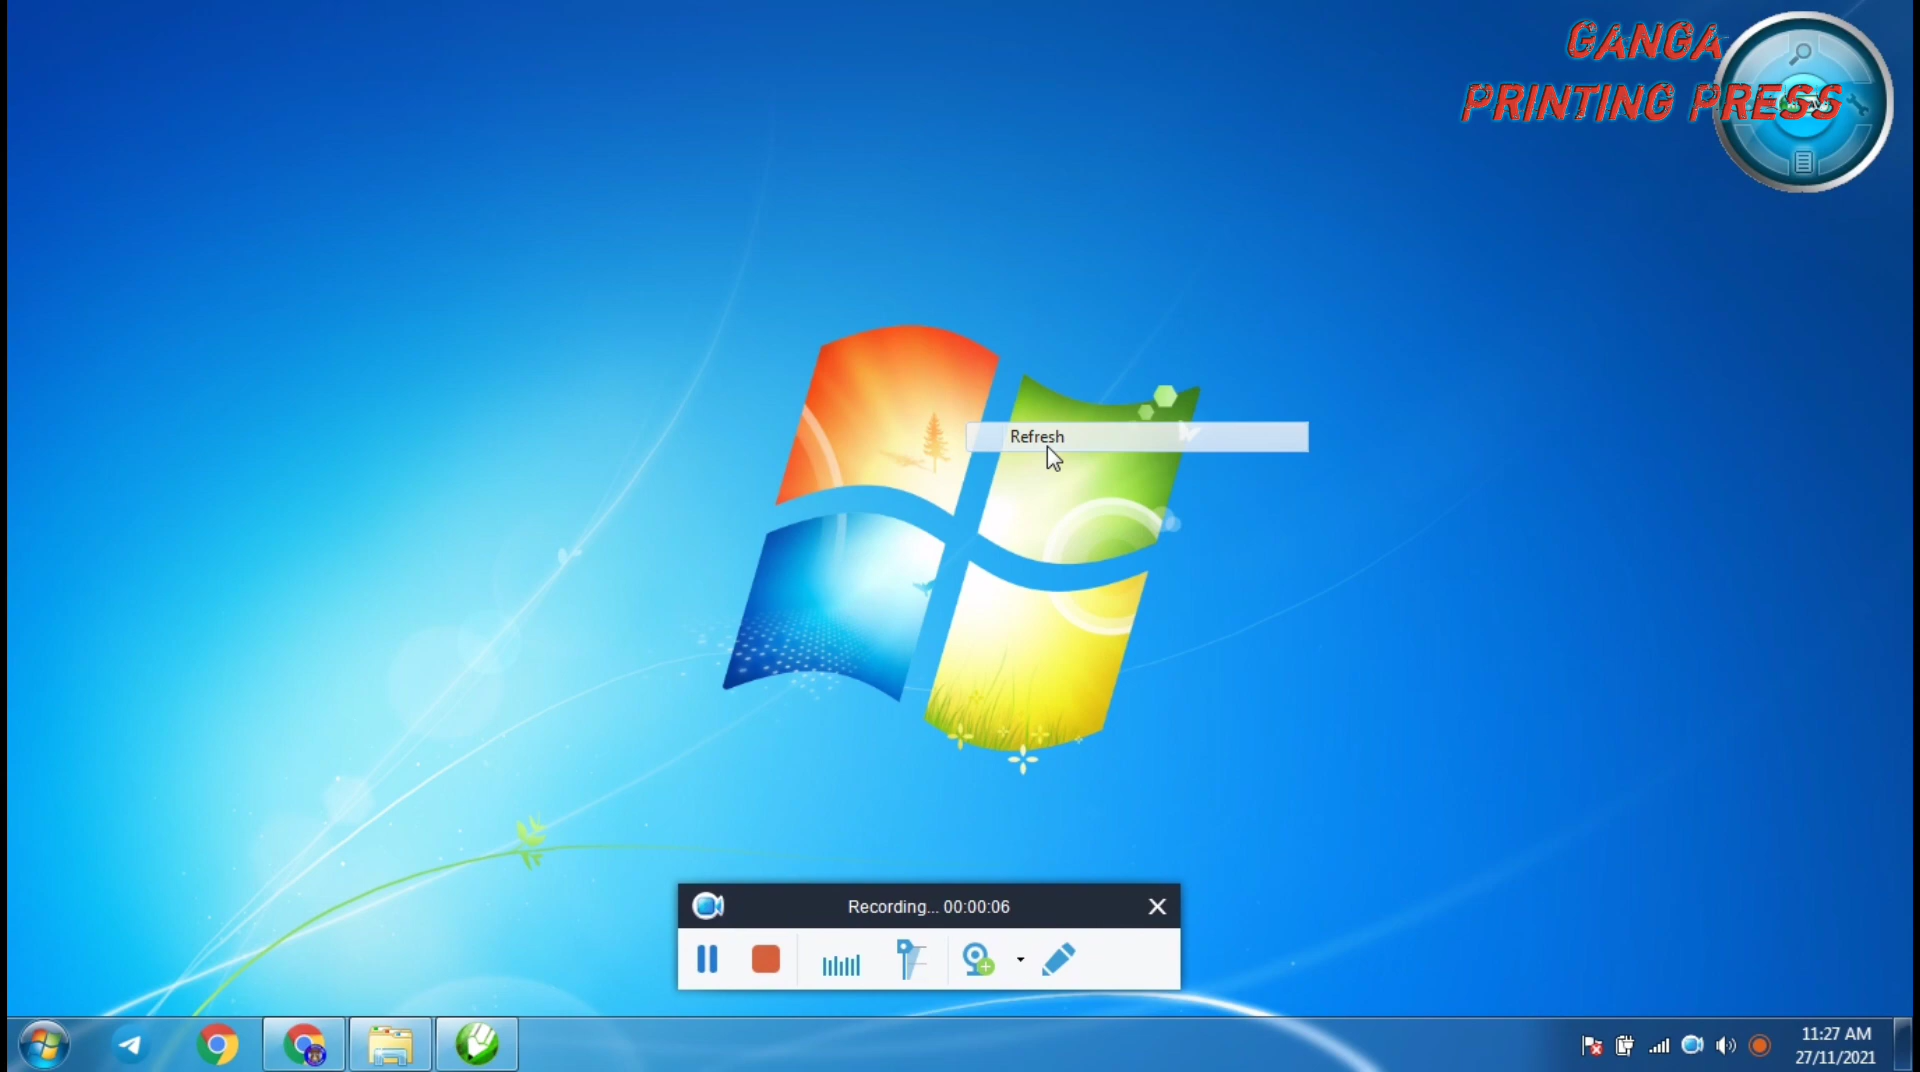 GANGA
PRINTING PRESS
Refresh
Recording... 00:00:06
11:27 AM
27/11/2021